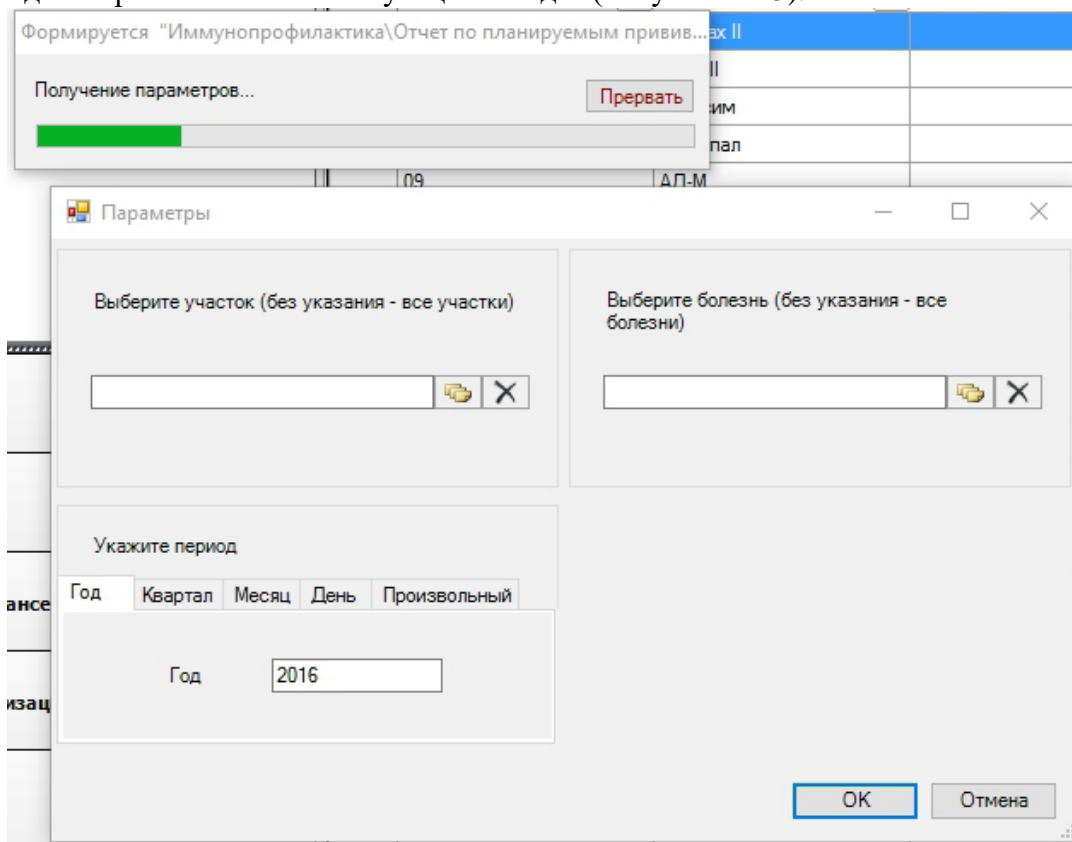 Формируется "Иммунопрофилактика\Отчет по планируемым привив...
Получение параметров...
Прервать
09
АД-М
Параметры
Выберите участок (без указания - все участки)
Выберите болезнь (без указания - все
болезни)
Укажите период
Год Квартал Месяц День Произвольный
Год 2016
OK Отмена